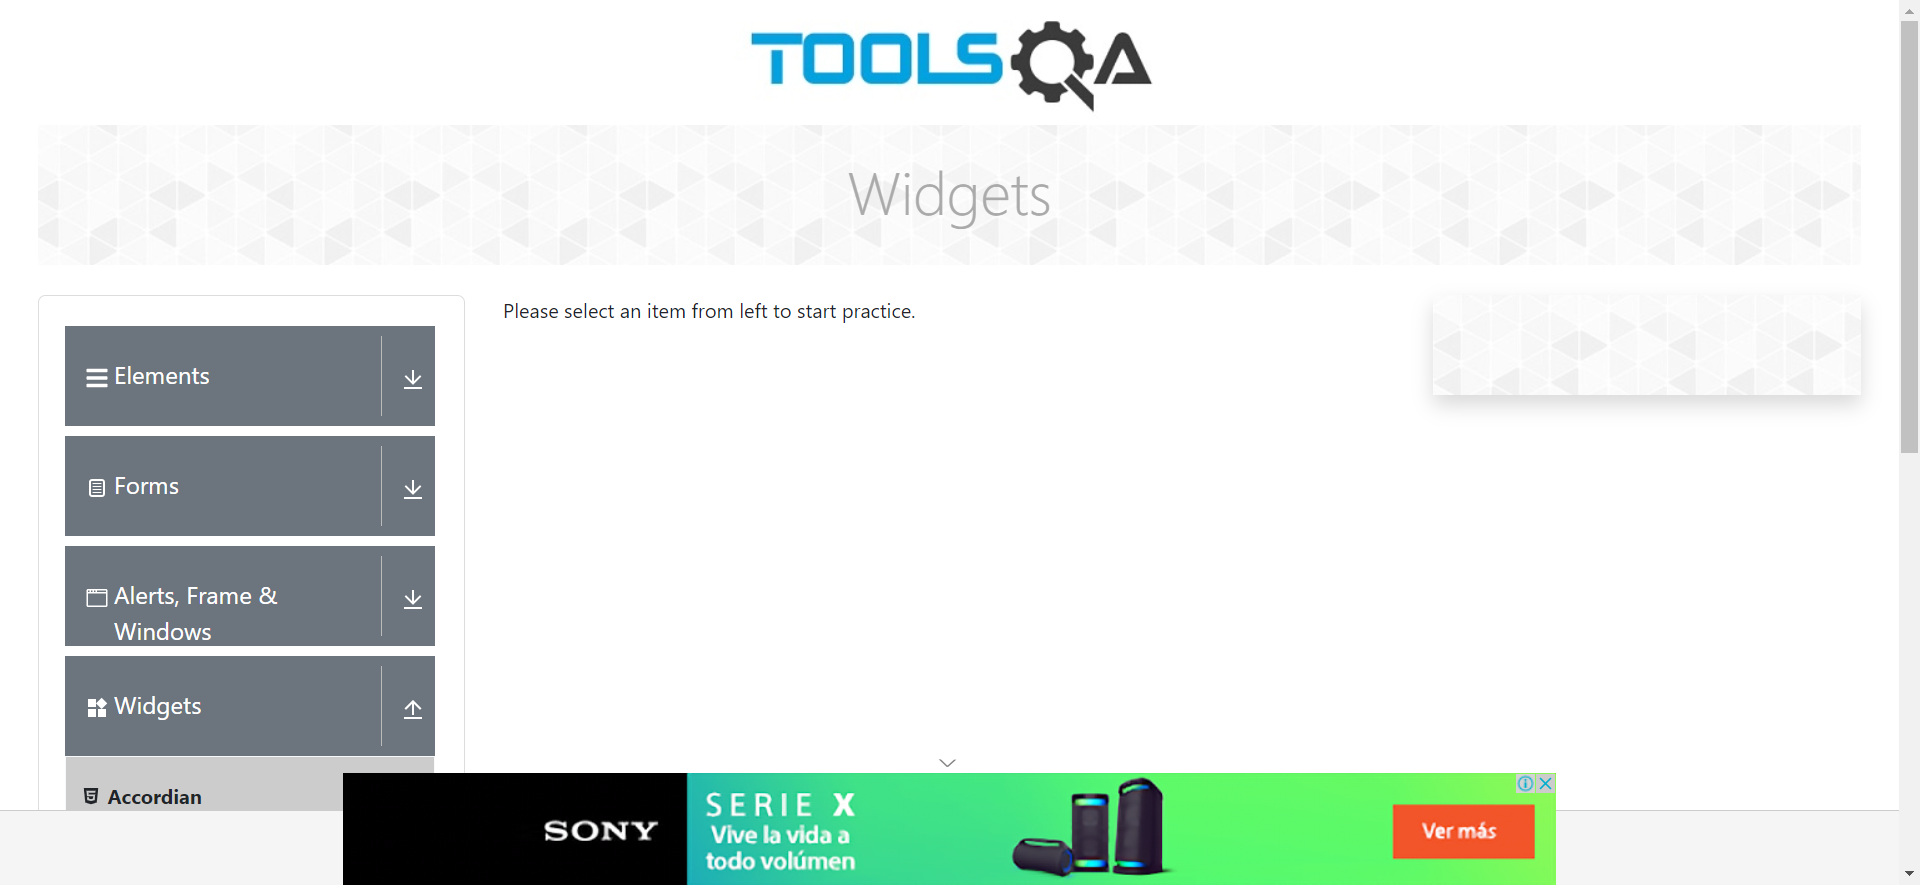 TOOLSQA
Widgets
Please select an item from left to start practice.
Elements
Forms
Alerts, Frame &
Windows
Widgets
Accordian
SONY
SERIE X
Vive la vida a
todo volúmen
Ver más